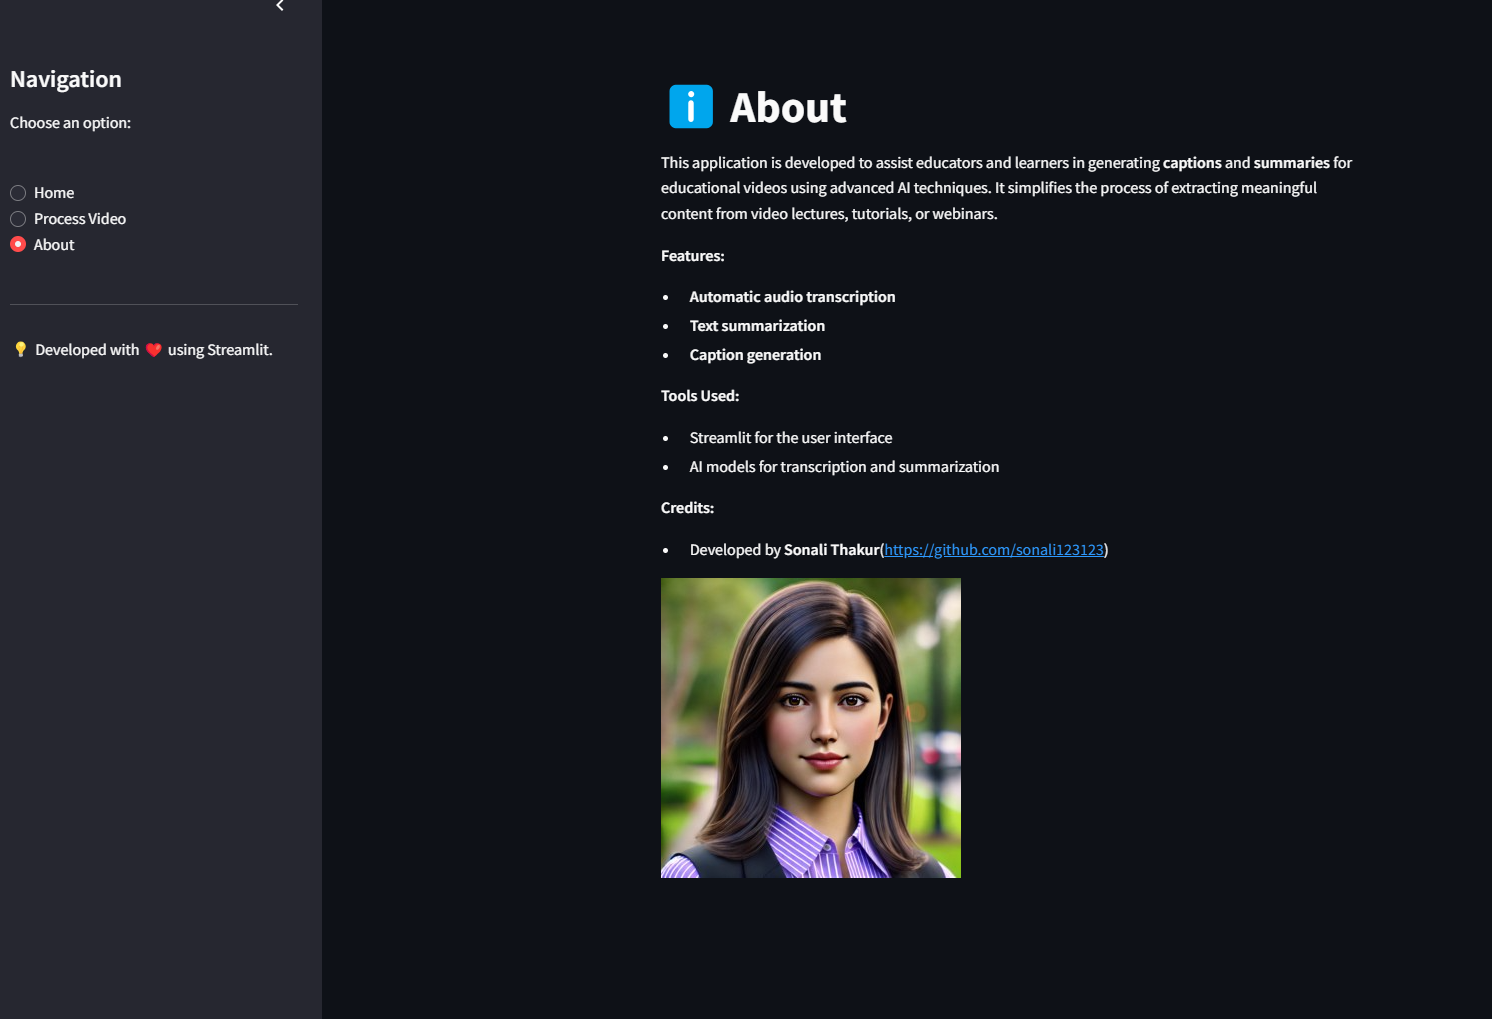 Navigation
Choose an option:
Home
Process Video
About
💡 Developed with ❤️ using Streamlit.
ℹ️ About
This application is developed to assist educators and learners in generating captions and summaries for
educational videos using advanced AI techniques. It simplifies the process of extracting meaningful
content from video lectures, tutorials, or webinars.
Features:
• Automatic audio transcription
• Text summarization
• Caption generation
Tools Used:
• Streamlit for the user interface
• AI models for transcription and summarization
Credits:
• Developed by Sonali Thakur(https://github.com/sonali123123)